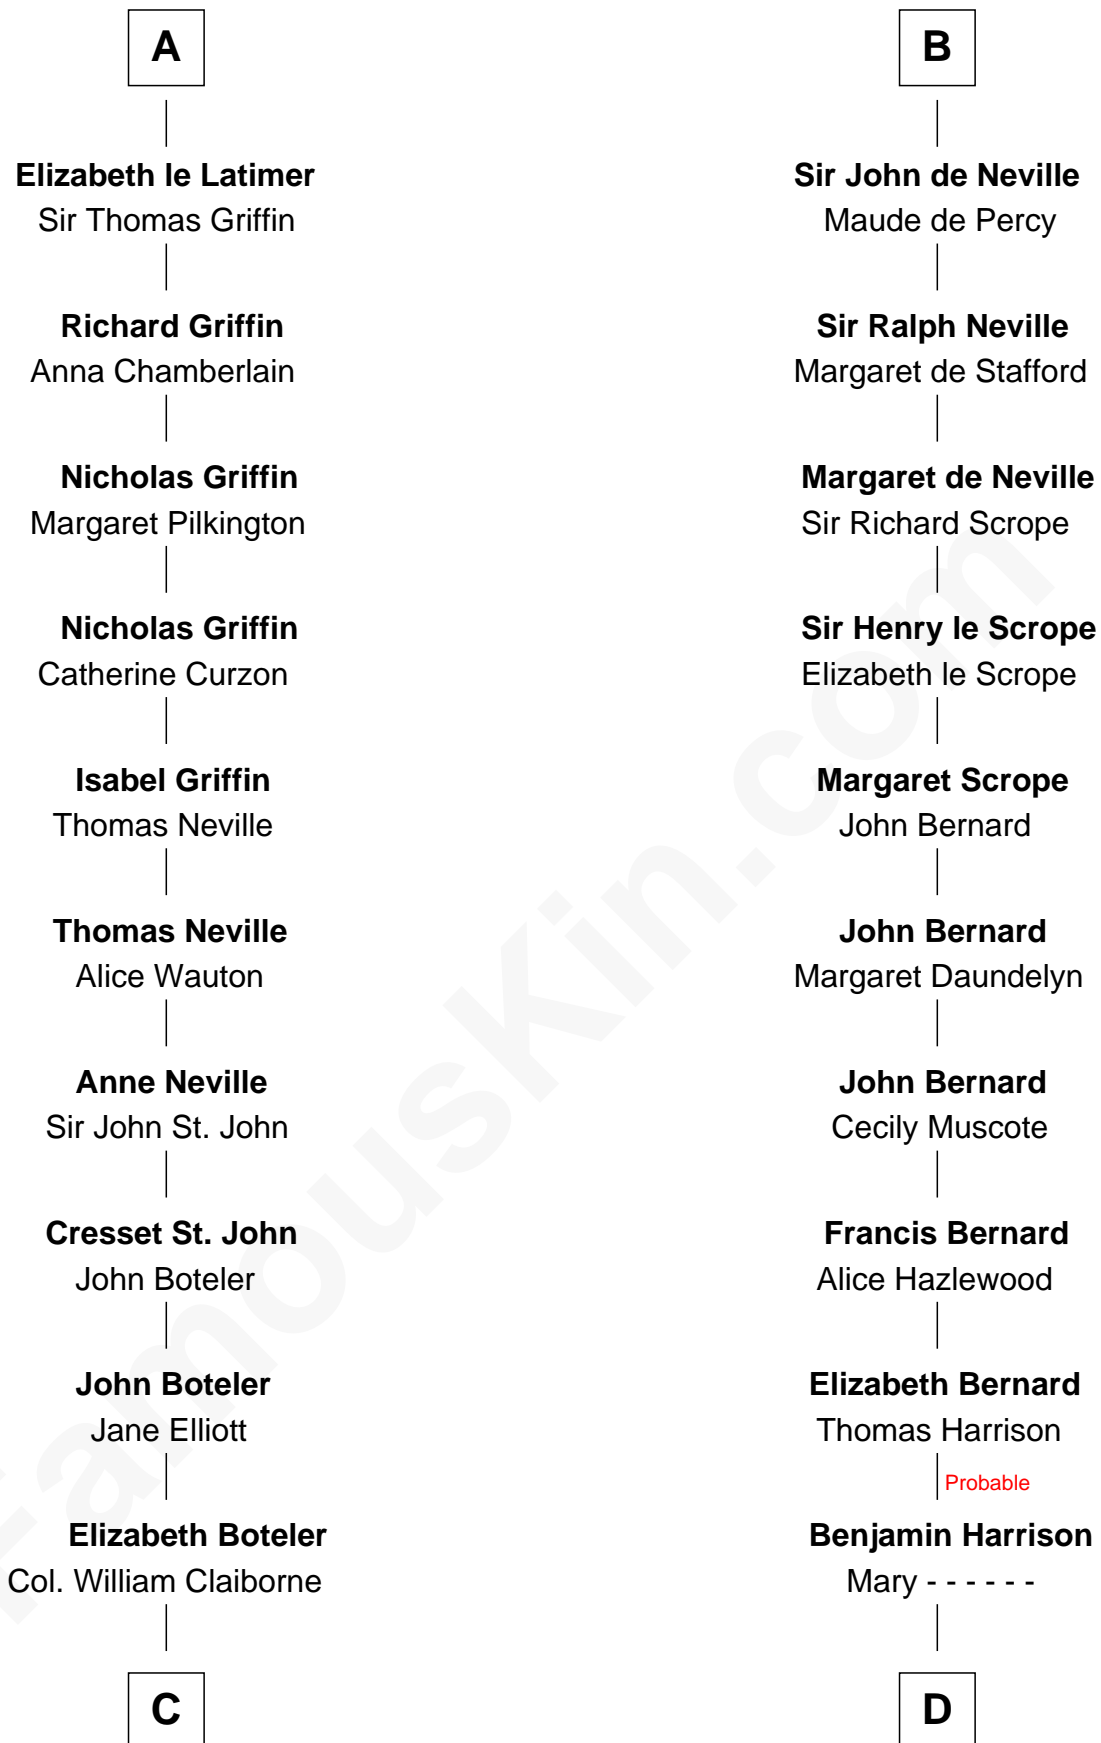 A
Elizabeth le Latimer
Sir Thomas Griffin
Richard Griffin
Anna Chamberlain
Nicholas Griffin
Margaret Pilkington
Nicholas Griffin
Catherine Curzon
Isabel Griffin
Thomas Neville
Thomas Neville
Alice Wauton
Anne Neville
Sir John St. John
Cresset St. John
John Boteler
John Boteler
Jane Elliott
Elizabeth Boteler
Col. William Claiborne
C
B
Sir John de Neville
Maude de Percy
Sir Ralph Neville
Margaret de Stafford
Margaret de Neville
Sir Richard Scrope
Sir Henry le Scrope
Elizabeth le Scrope
Margaret Scrope
John Bernard
John Bernard
Margaret Daundelyn
John Bernard
Cecily Muscote
Francis Bernard
Alice Hazlewood
Elizabeth Bernard
Thomas Harrison
Probable
Benjamin Harrison
Mary - - - - - -
D
FamousKin.com